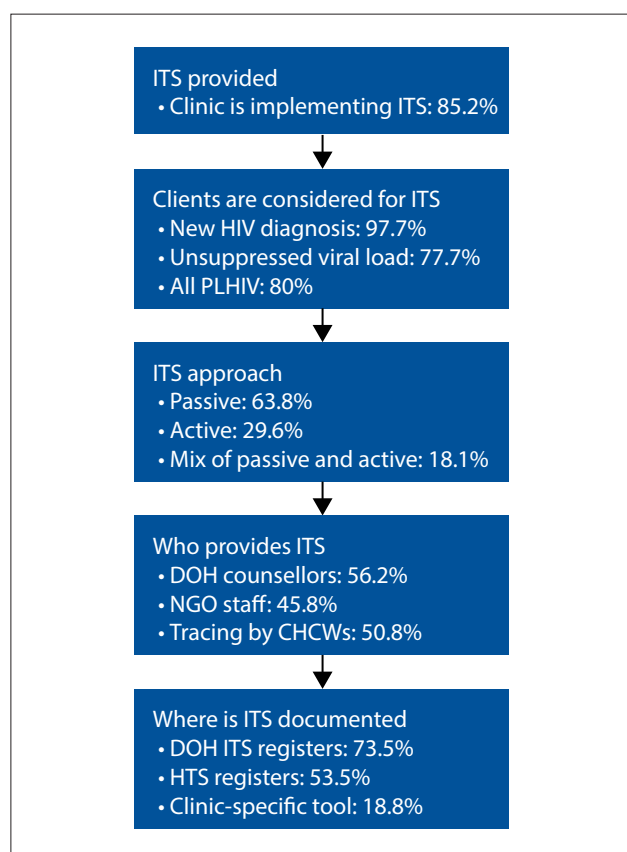 ITS provided
• Clinic is implementing ITS: 85.2%
Clients are considered for ITS
• New HIV diagnosis: 97.7%
• Unsuppressed viral load: 77.7%
• All PLHIV: 80%
ITS approach
• Passive: 63.8%
• Active: 29.6%
• Mix of passive and active: 18.1%
Who provides ITS
• DOH counsellors: 56.2%
• NGO staff: 45.8%
• Tracing by CHCWs: 50.8%
Where is ITS documented
• DOH ITS registers: 73.5%
• HTS registers: 53.5%
• Clinic-specific tool: 18.8%